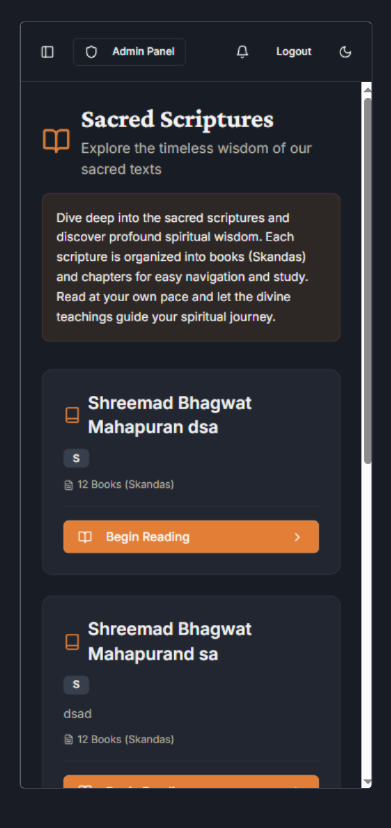 Admin Panel
Logout
Sacred Scriptures
Explore the timeless wisdom of our
sacred texts
Dive deep into the sacred scriptures and
discover profound spiritual wisdom. Each
scripture is organized into books (Skandas)
and chapters for easy navigation and study.
Read at your own pace and let the divine
teachings guide your spiritual journey.
Shreemad Bhagwat
Mahapuran dsa
S
12 Books (Skandas)
Begin Reading
Shreemad Bhagwat
Mahapurand sa
S
dsad
12 Books (Skandas)